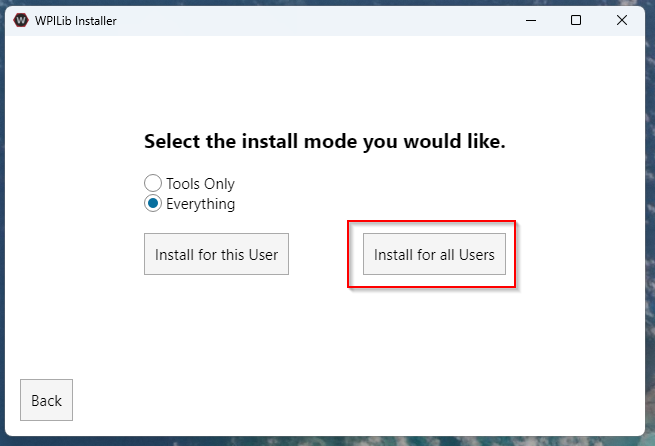 WPILib Installer
Select the install mode you would like.
Tools Only
Everything
Install for this User
Install for all Users
Back